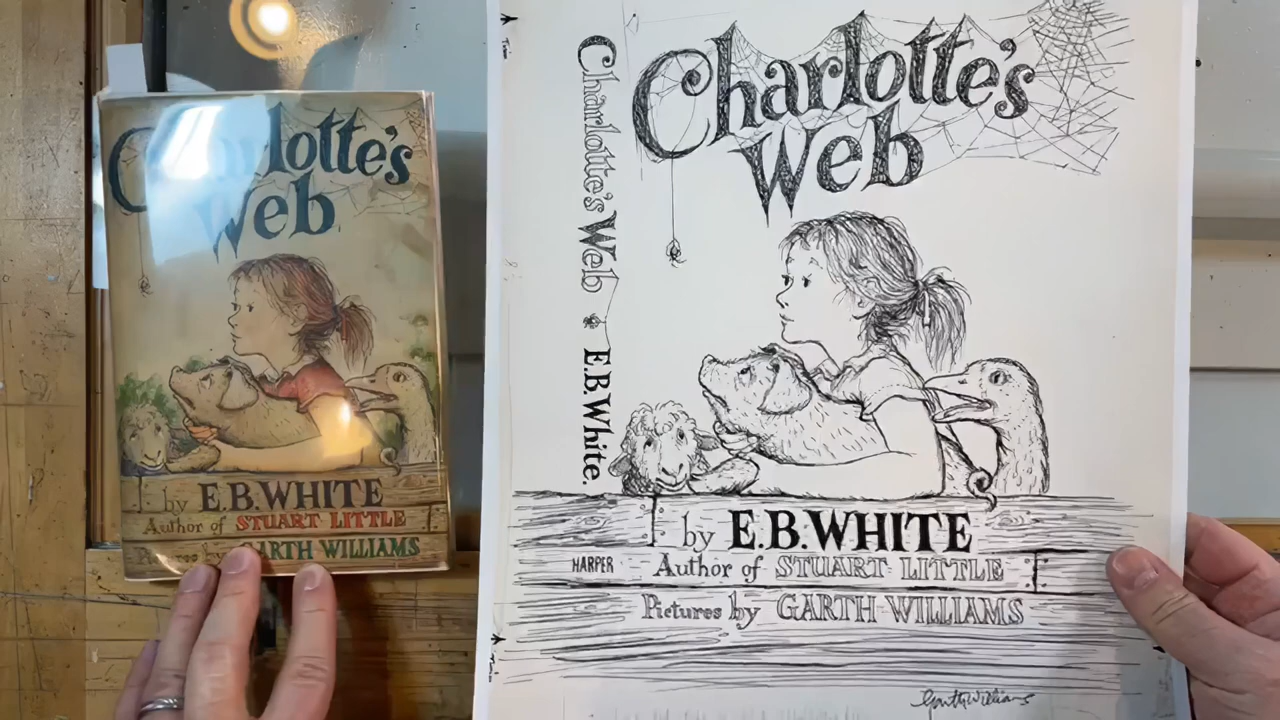 Charlotte's
Web
by E.B.WHITE
Author of STUART LITTLE
Pictures by GARTH WILLIAMS
Charlotte's Web E.B.White.
HARPER
Charlotte's
Web
by E.B.WHITE
Author of STUART LITTLE
Pictures by GARTH WILLIAMS
Garth Williams